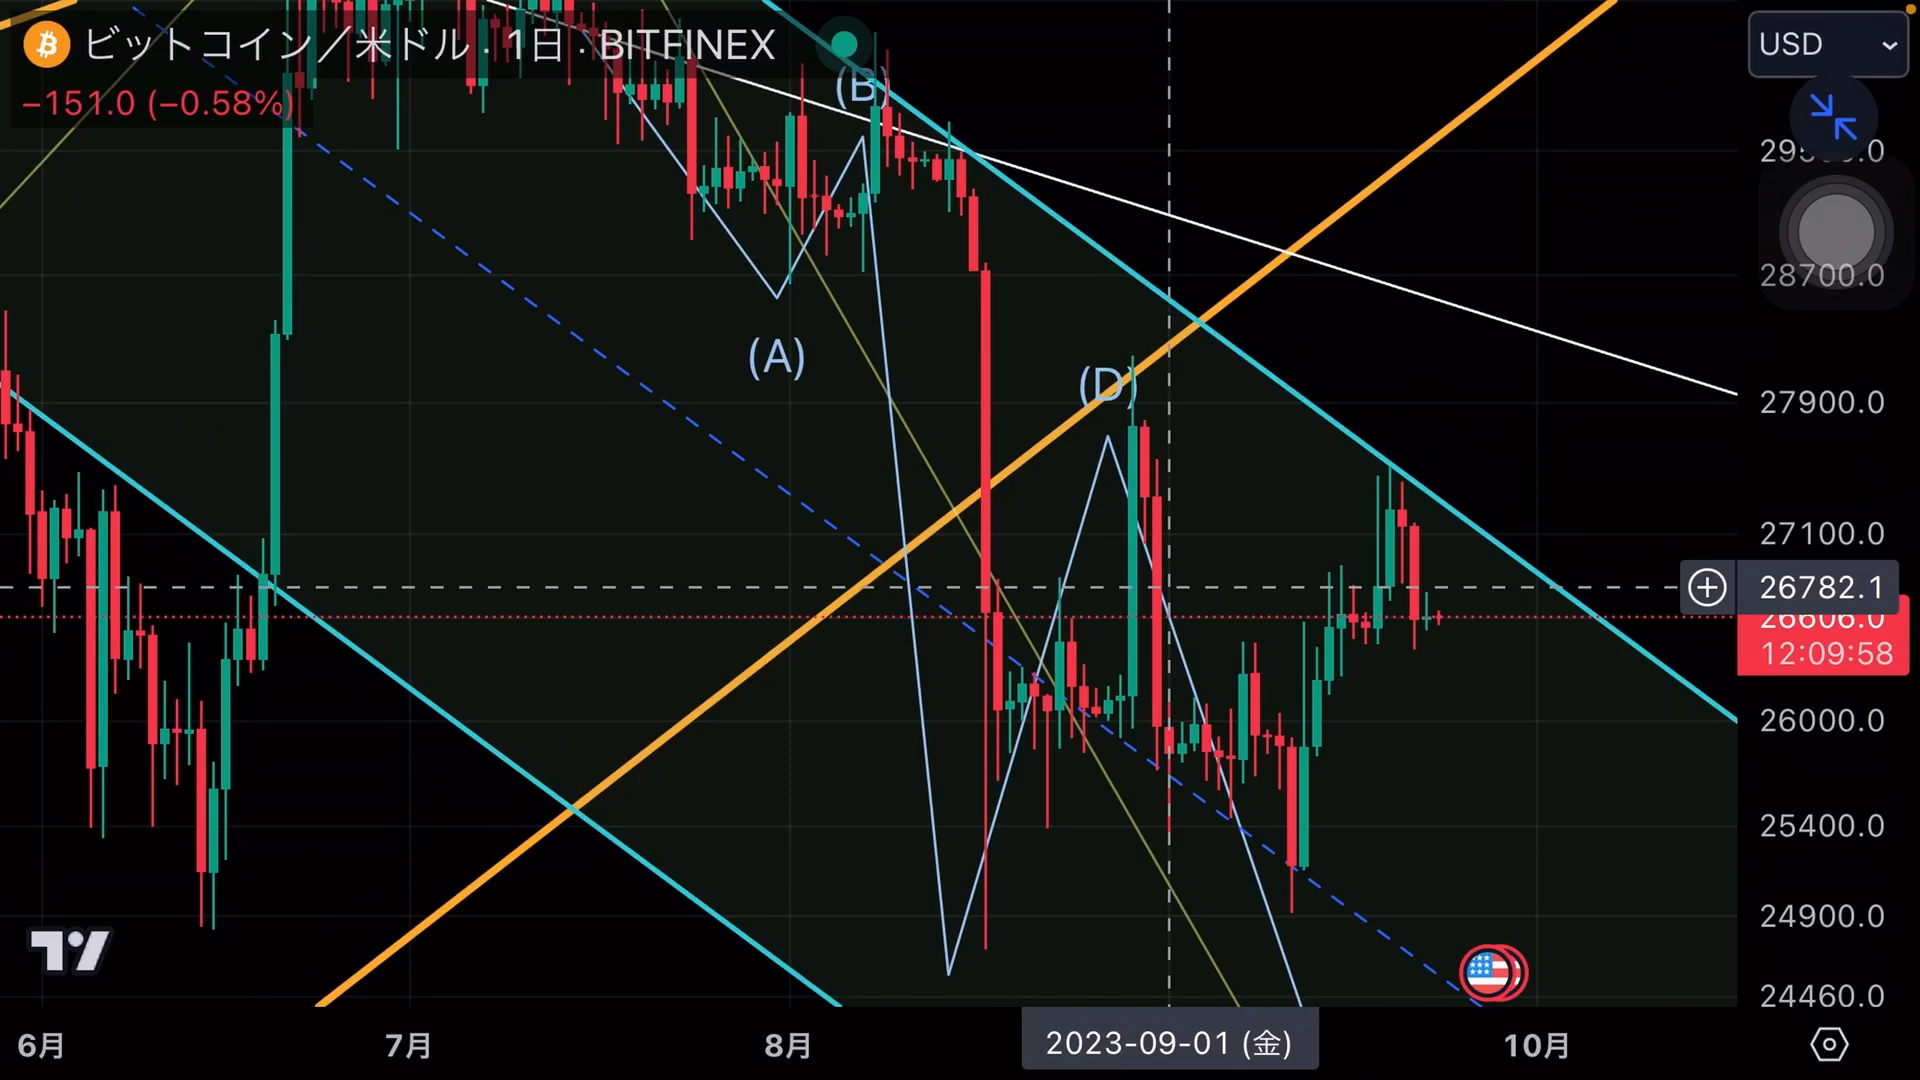 ビットコイン／米ドル · 1日 · BITFINEX
−151.0 (−0.58%)
USD
(B)
28700.0
(A)
(D)
27900.0
27100.0
26782.1
26606.0
12:09:58
26000.0
25400.0
24900.0
24460.0
6月
7月
8月
2023-09-01 (金)
10月